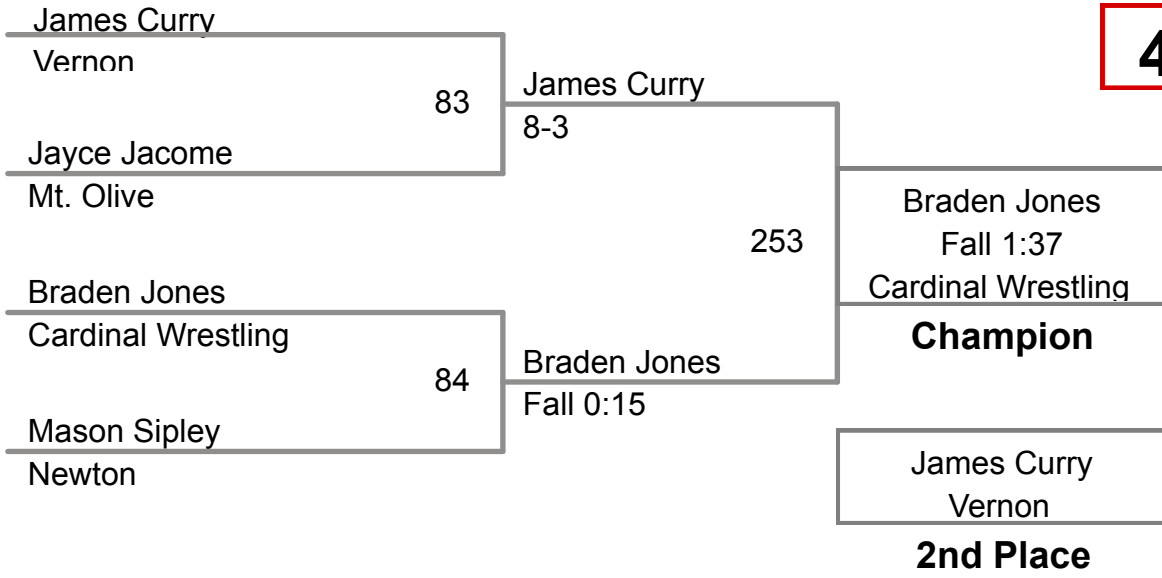 James Curry
Vernon
83
Jayce Jacome
Mt. Olive
James Curry
8-3
Braden Jones
Cardinal Wrestling
84
Mason Sipley
Newton
Braden Jones
Fall 0:15
253
4
Braden Jones
Fall 1:37
Cardinal Wrestling
Champion
James Curry
Vernon
2nd Place